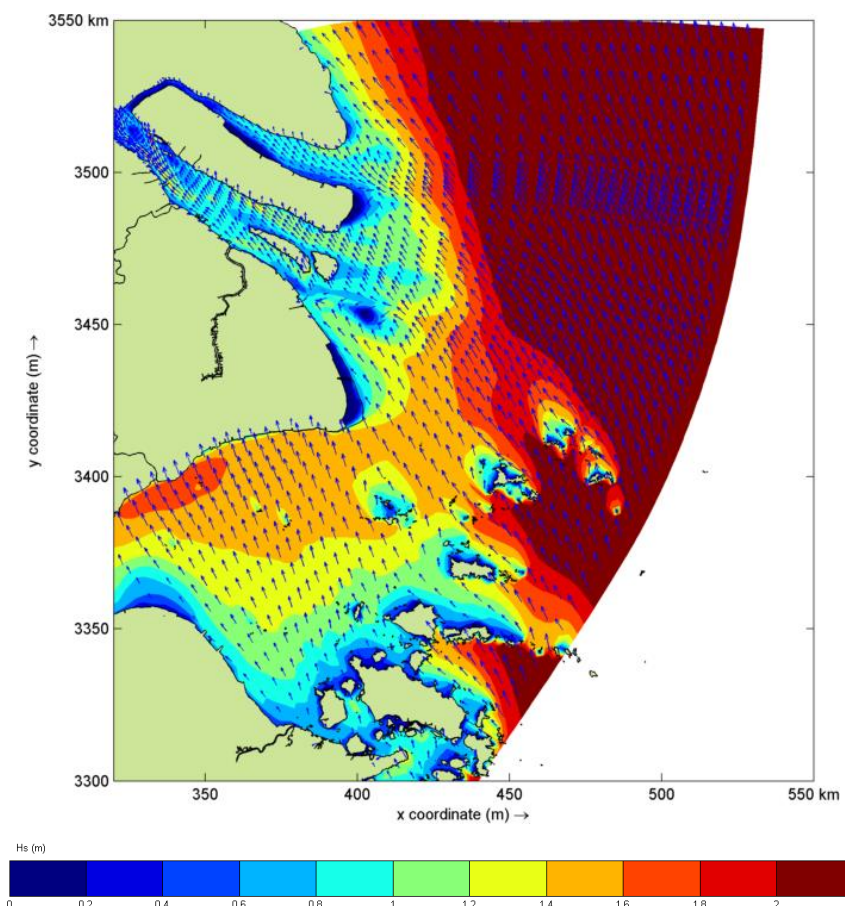 3550 km
3500
3450
y coordinate (m) →
3400
3350
3300
350 400 450 500 550 km
x coordinate (m) →
Hs (m)
0 0.2 0.4 0.6 0.8 1 1.2 1.4 1.6 1.8 2